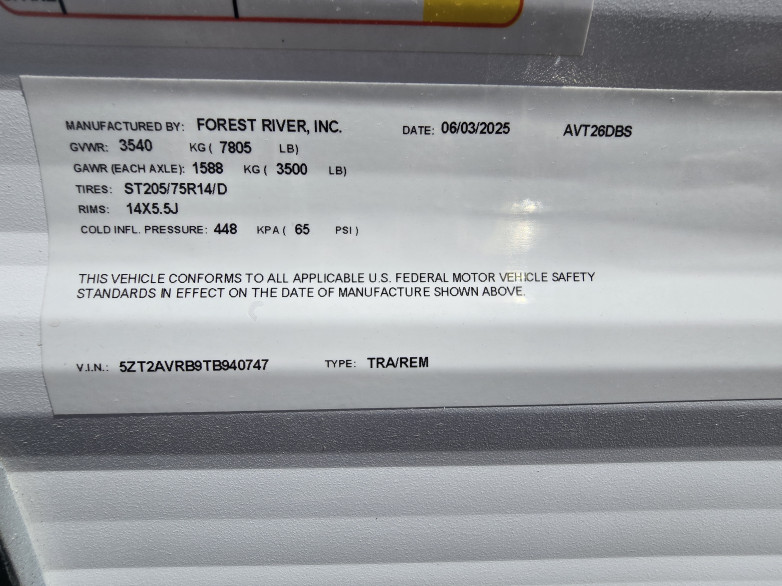 MANUFACTURED BY: FOREST RIVER, INC. DATE: 06/03/2025 AVT26DBS
GVWR: 3540 KG ( 7805 LB)
GAWR (EACH AXLE): 1588 KG ( 3500 LB)
TIRES: ST205/75R14/D
RIMS: 14X5.5J
COLD INFL. PRESSURE: 448 KPA ( 65 PSI )
THIS VEHICLE CONFORMS TO ALL APPLICABLE U.S. FEDERAL MOTOR VEHICLE SAFETY
STANDARDS IN EFFECT ON THE DATE OF MANUFACTURE SHOWN ABOVE.
V.I.N.: 5ZT2AVRB9TB940747 TYPE: TRA/REM